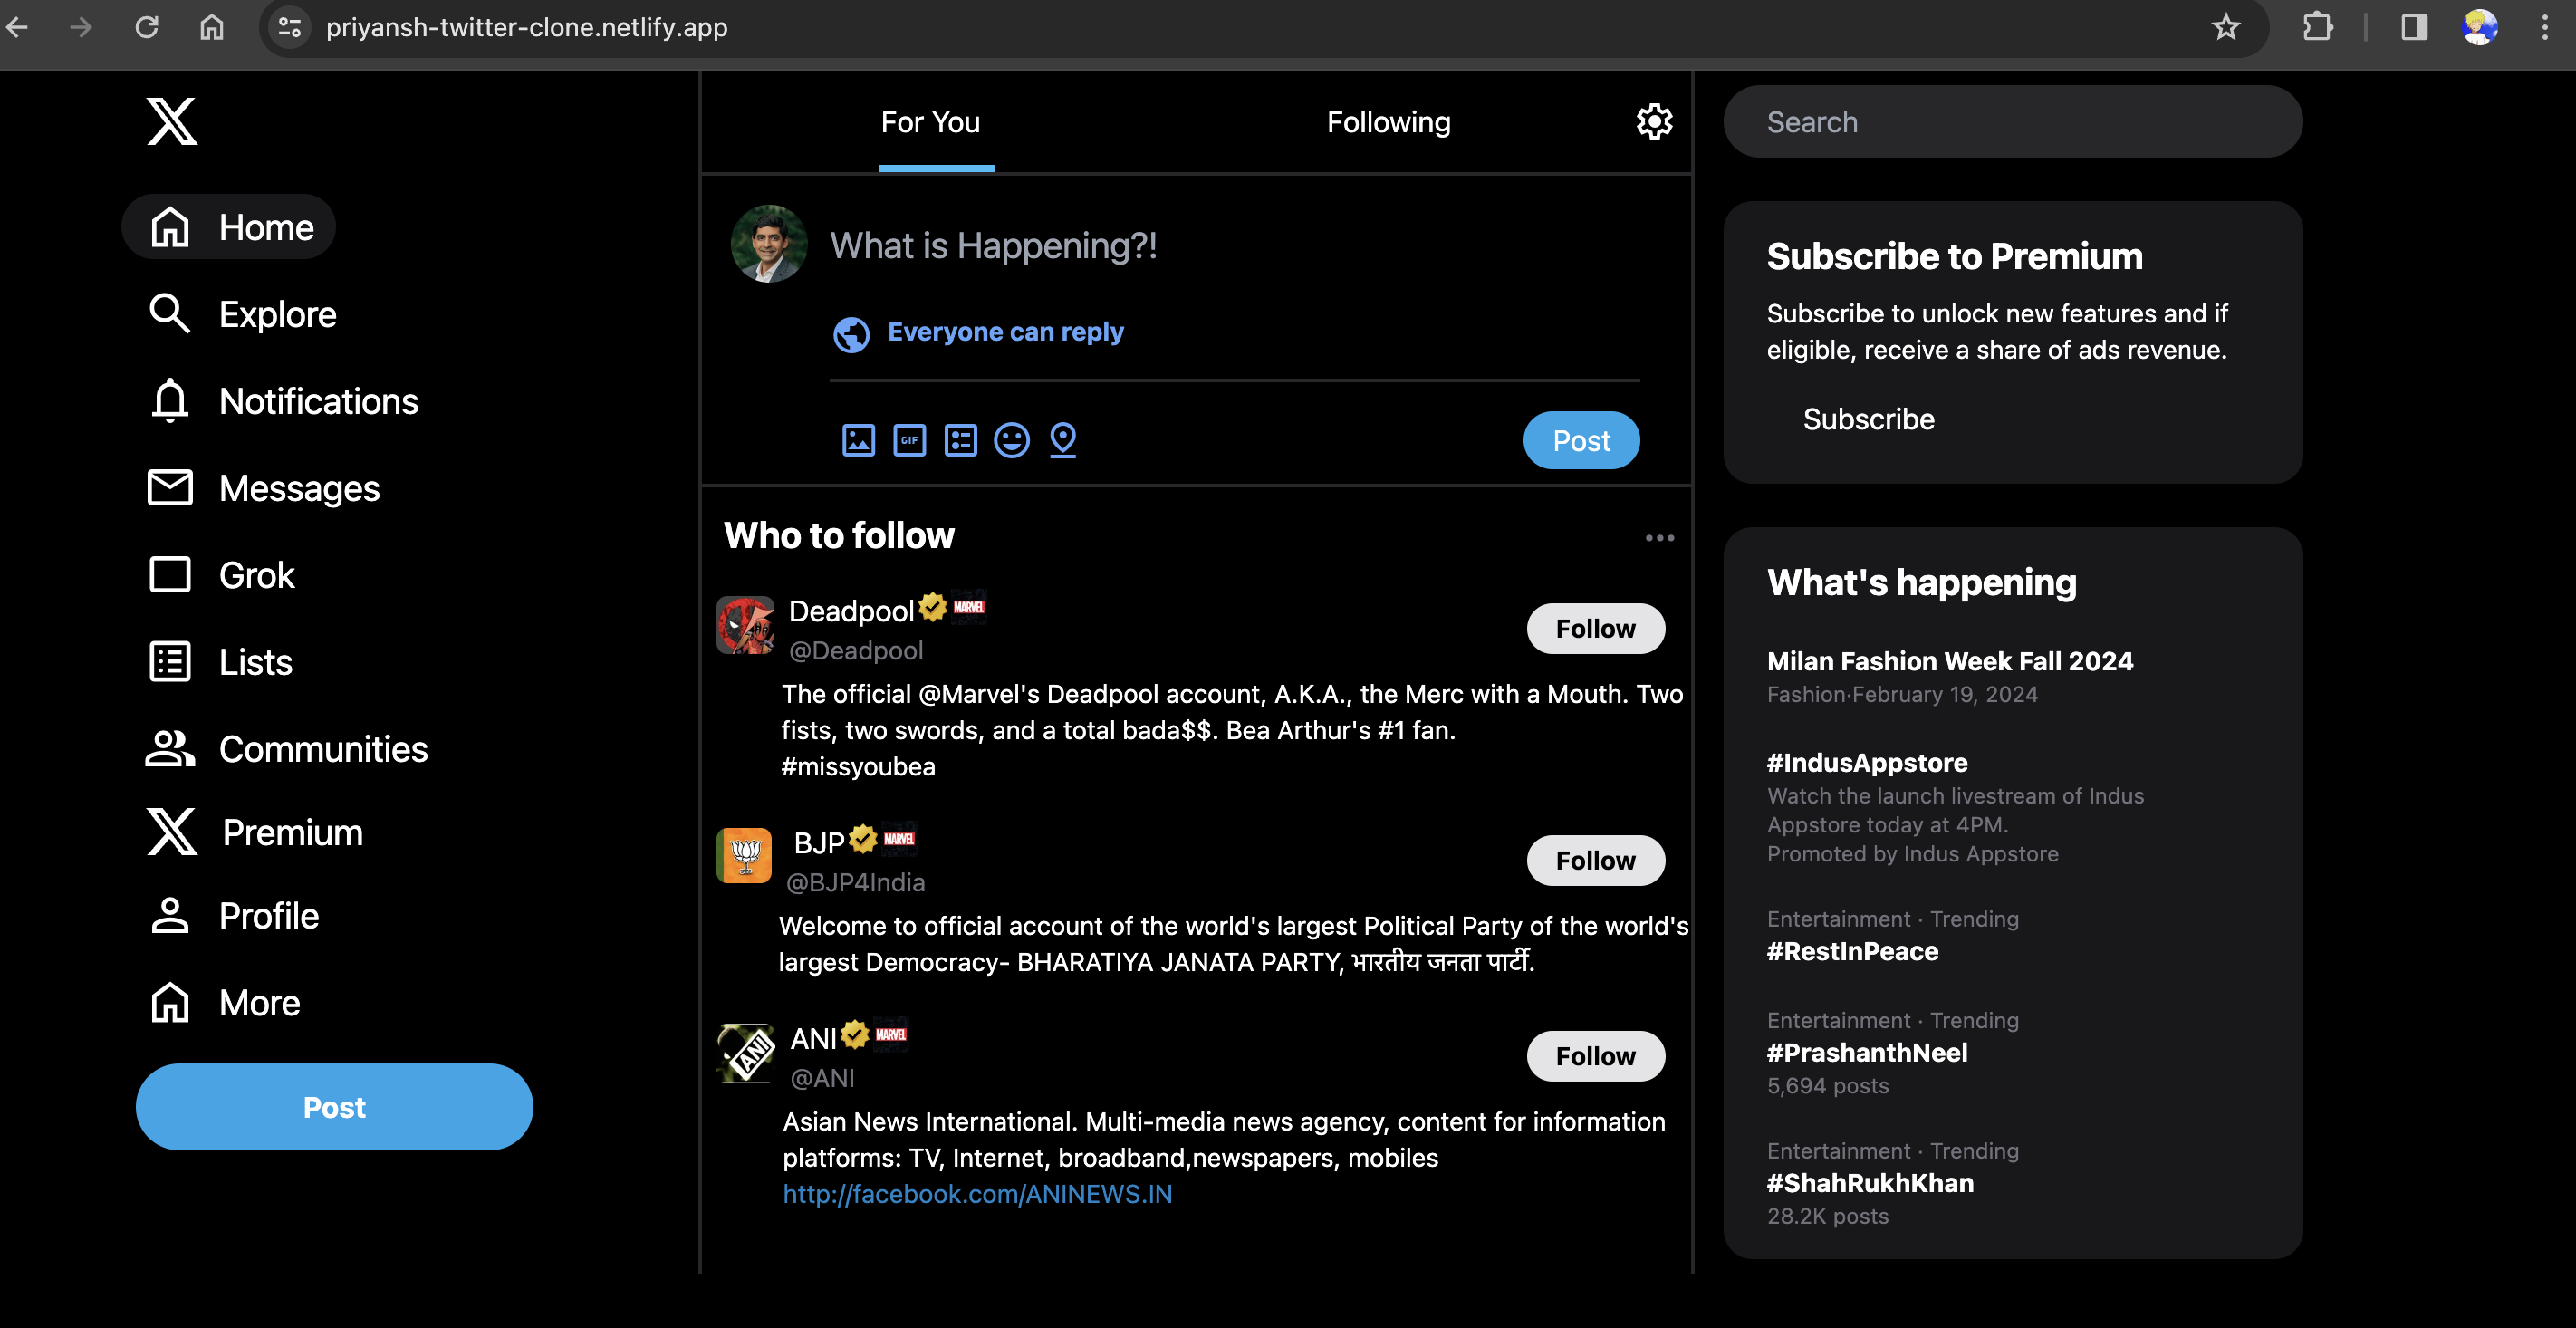 priyansh-twitter-clone.netlify.app
Home
Explore
Notifications
Messages
Grok
Lists
Communities
Premium
Profile
More
Post
For You
Following
What is Happening?!
Everyone can reply
GIF
Post
Who to follow
Deadpool MARVEL
@Deadpool
Follow
The official @Marvel's Deadpool account, A.K.A., the Merc with a Mouth. Two
fists, two swords, and a total bada$$. Bea Arthur's #1 fan.
#missyoubea
BJP MARVEL
@BJP4India
Follow
Welcome to official account of the world's largest Political Party of the world's
largest Democracy- BHARATIYA JANATA PARTY, भारतीय जनता पार्टी.
ANI MARVEL
@ANI
Follow
ANI
Asian News International. Multi-media news agency, content for information
platforms: TV, Internet, broadband,newspapers, mobiles
http://facebook.com/ANINEWS.IN
Search
Subscribe to Premium
Subscribe to unlock new features and if
eligible, receive a share of ads revenue.
Subscribe
What's happening
Milan Fashion Week Fall 2024
Fashion·February 19, 2024
#IndusAppstore
Watch the launch livestream of Indus
Appstore today at 4PM.
Promoted by Indus Appstore
Entertainment · Trending
#RestInPeace
Entertainment · Trending
#PrashanthNeel
5,694 posts
Entertainment · Trending
#ShahRukhKhan
28.2K posts